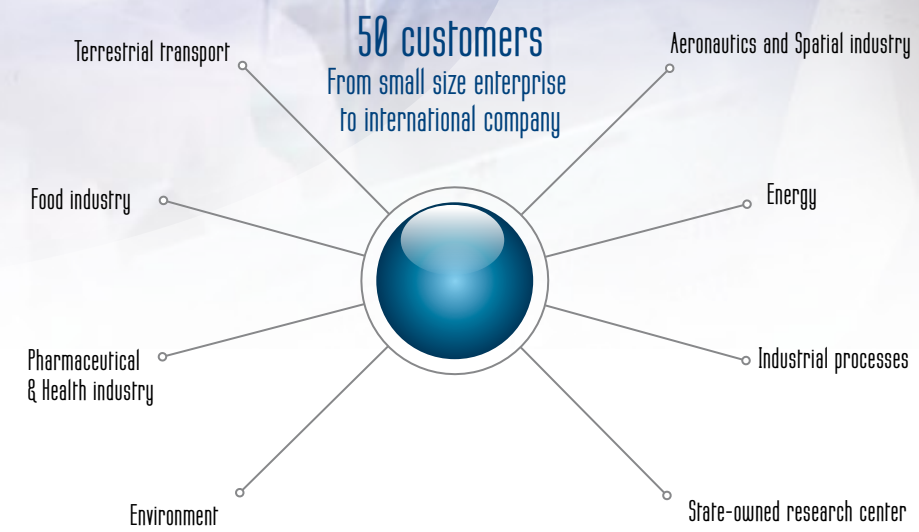 50 customers
From small size enterprise
to international company
Terrestrial transport
Aeronautics and Spatial industry
Food industry
Energy
Pharmaceutical
& Health industry
Industrial processes
Environment
State-owned research center